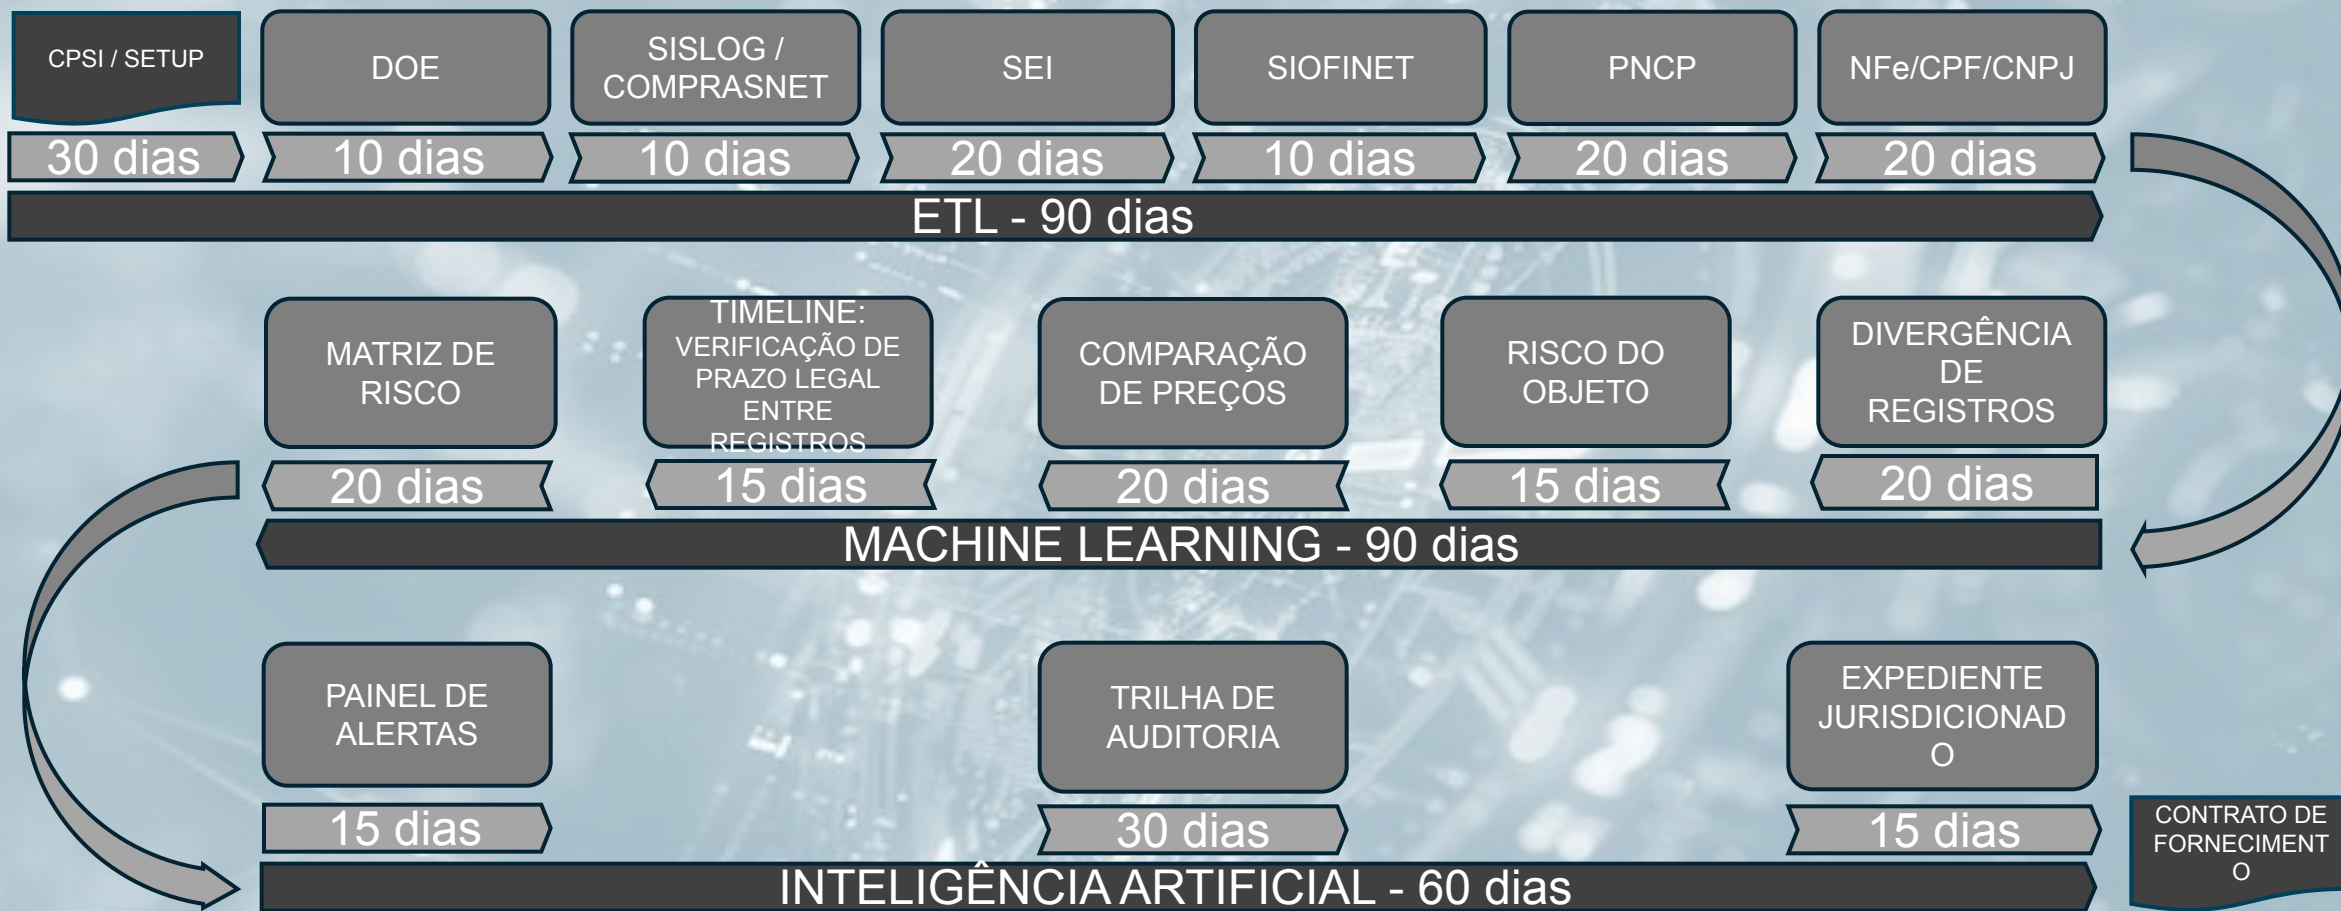 CPSI / SETUP
DOE
SISLOG /
COMPRASNET
SEI
SIOFINET
PNCP
NFe/CPF/CNPJ
30 dias
10 dias
10 dias
20 dias
10 dias
20 dias
20 dias
ETL - 90 dias
MATRIZ DE
RISCO
TIMELINE:
VERIFICAÇÃO DE
PRAZO LEGAL
ENTRE
REGISTROS
COMPARAÇÃO
DE PREÇOS
RISCO DO
OBJETO
DIVERGÊNCIA
DE
REGISTROS
20 dias
15 dias
20 dias
15 dias
20 dias
MACHINE LEARNING - 90 dias
PAINEL DE
ALERTAS
TRILHA DE
AUDITORIA
EXPEDIENTE
JURISDICIONAD
O
15 dias
30 dias
15 dias
CONTRATO DE
FORNECIMENT
O
INTELIGÊNCIA ARTIFICIAL - 60 dias